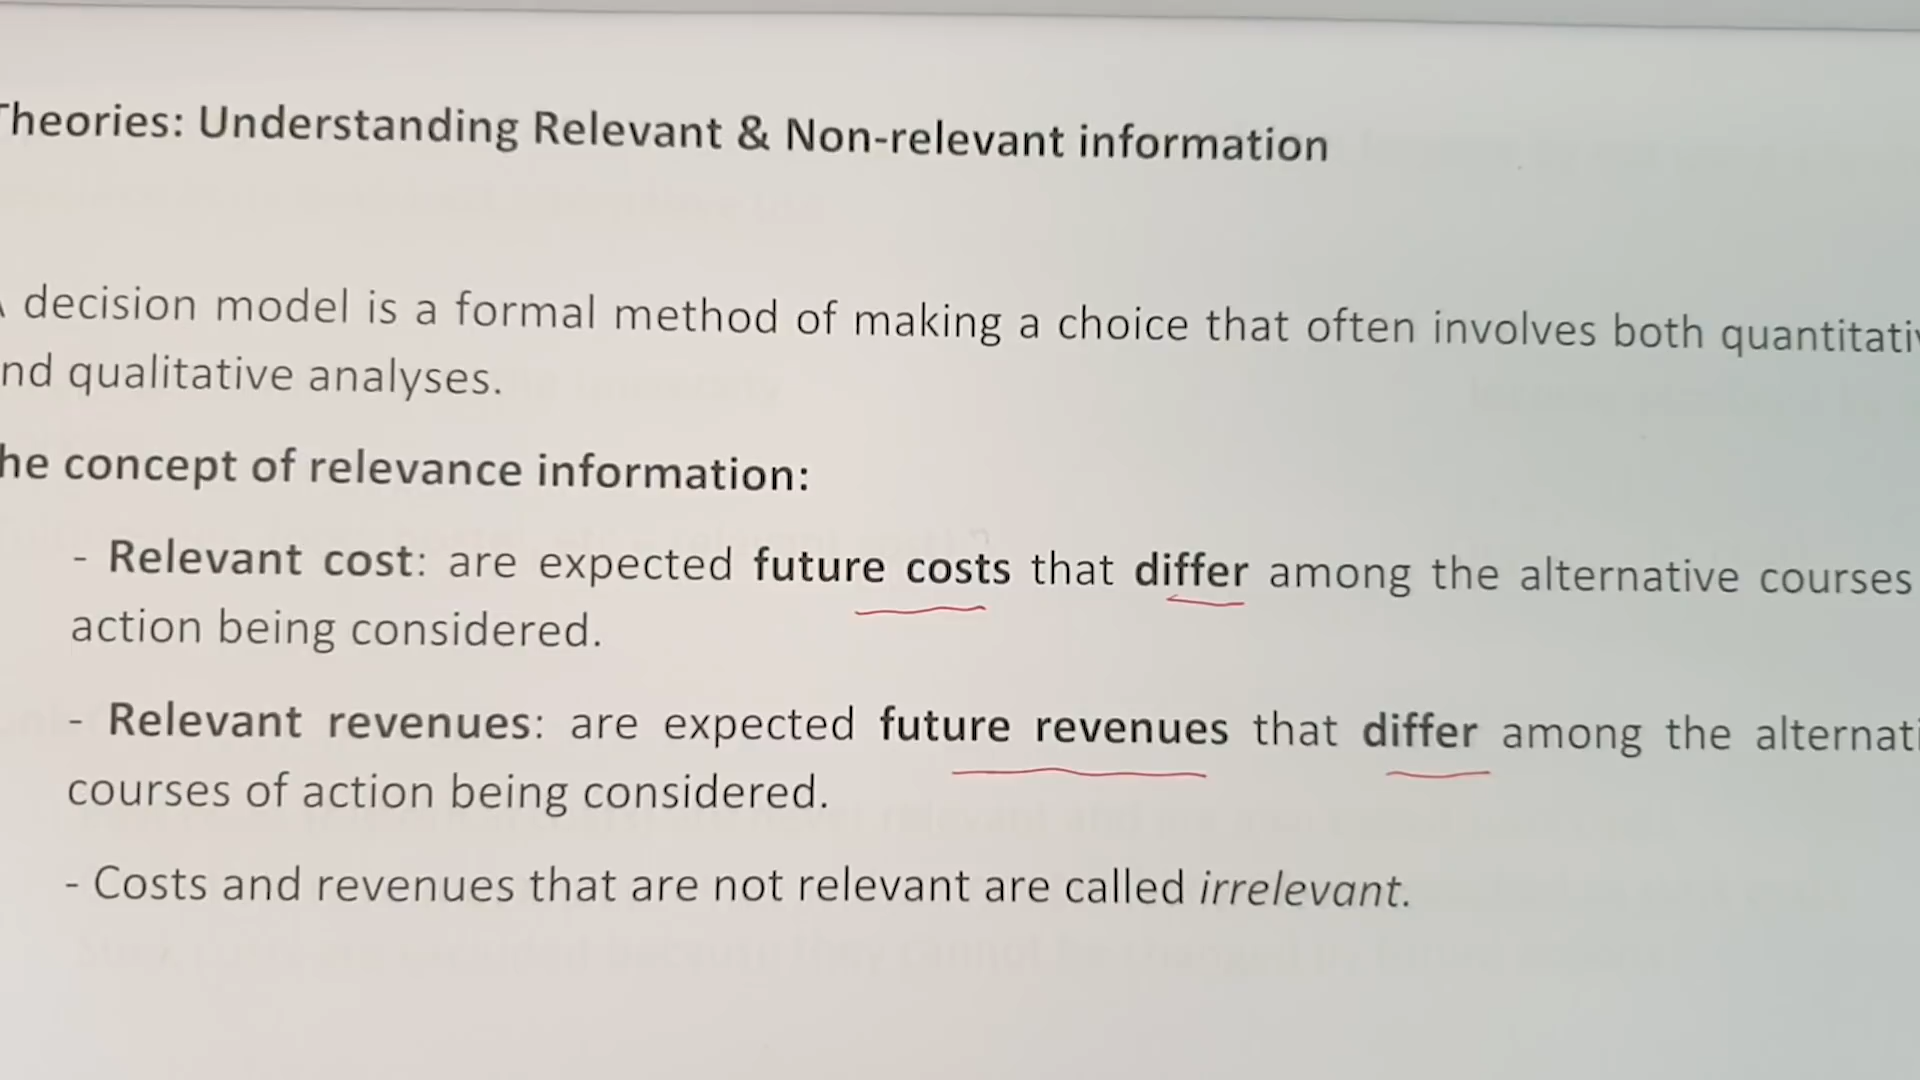 Theories: Understanding Relevant & Non-relevant information
decision model is a formal method of making a choice that often involves both quantitativ
nd qualitative analyses.
he concept of relevance information:
- Relevant cost: are expected future costs that differ among the alternative courses
action being considered.
- Relevant revenues: are expected future revenues that differ among the alternati
courses of action being considered.
- Costs and revenues that are not relevant are called irrelevant.